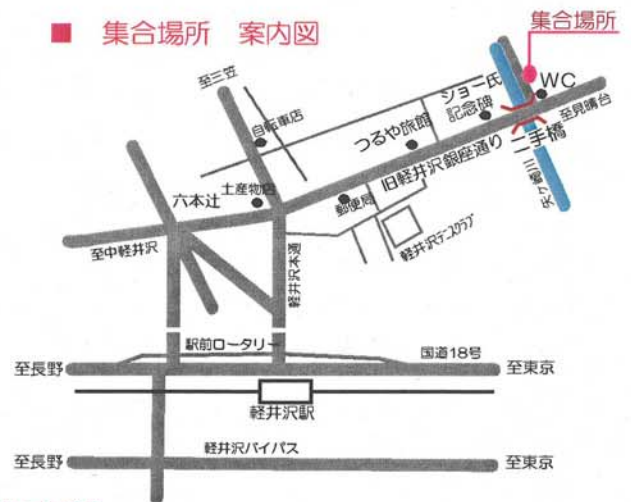 ■ 集合場所 案内図
集合場所
至三笠
自転車店
ショー氏
記念碑
WC
至見晴台
つるや旅館
旧軽井沢銀座通り
二手橋
矢ヶ崎川
六本辻
土産物店
郵便局
軽井沢テニスクラブ
至中軽井沢
軽井沢本通
駅前ロータリー
国道18号
至長野
至東京
軽井沢駅
軽井沢バイパス
至長野
至東京